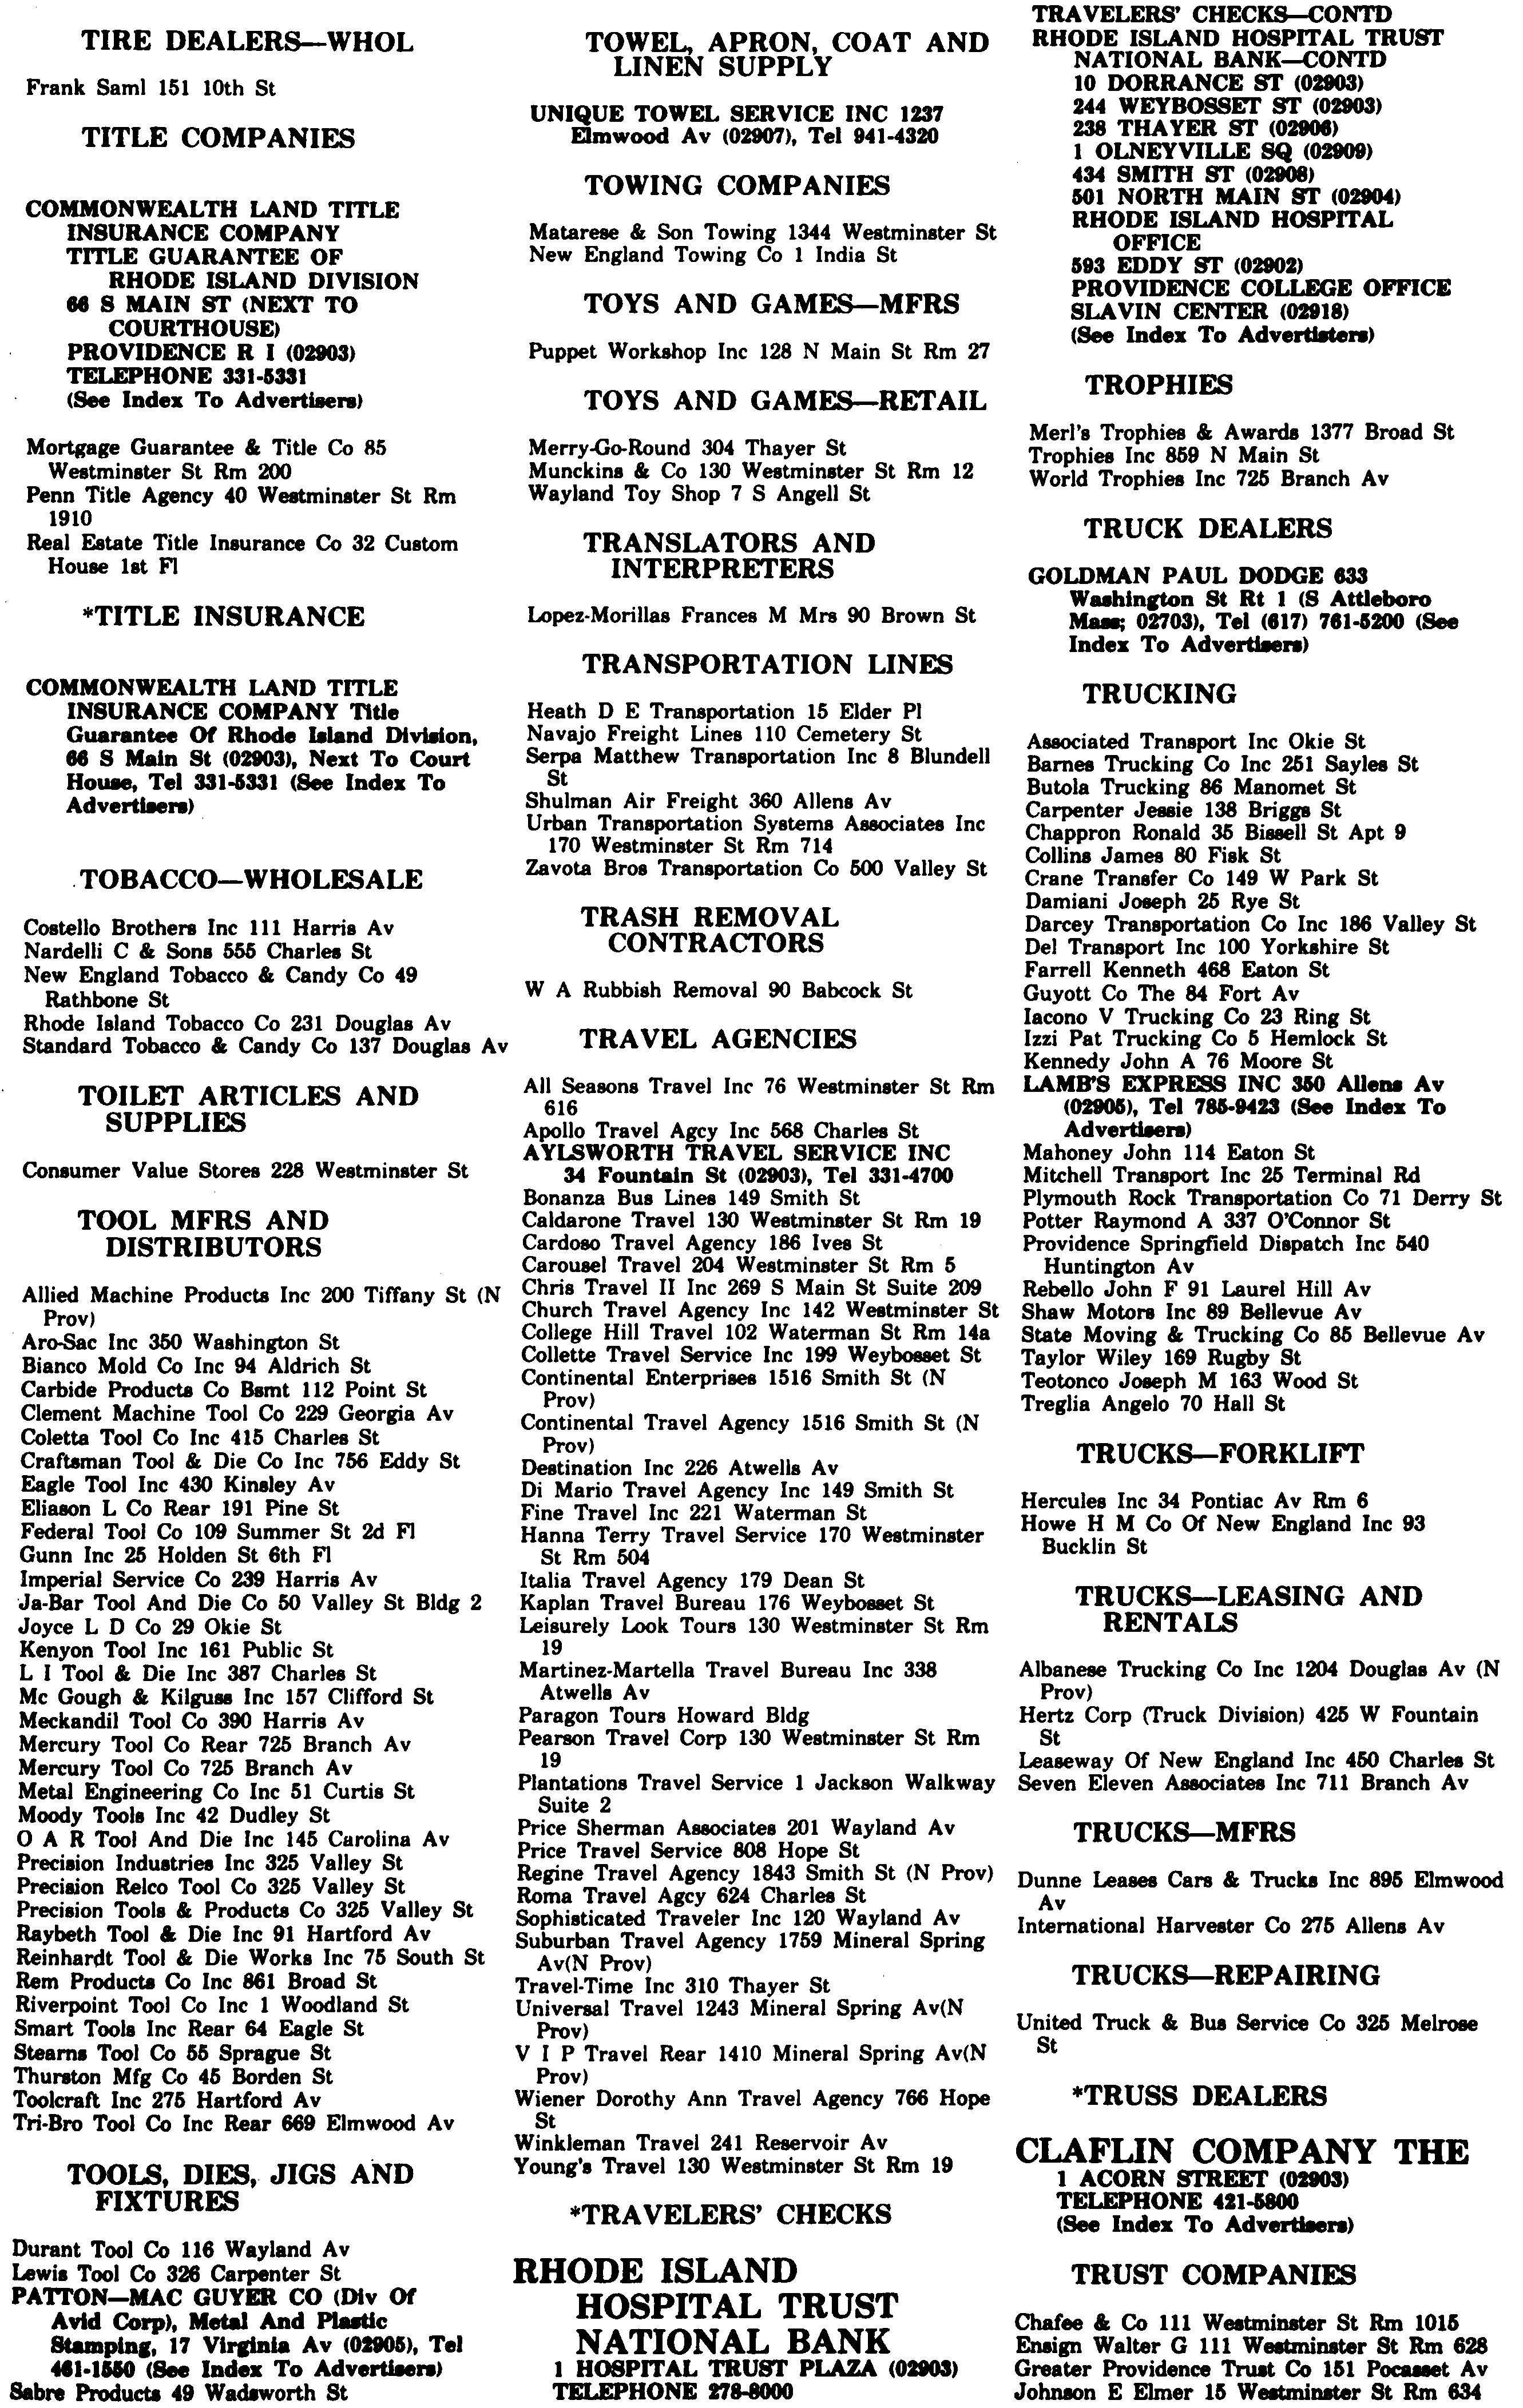 TIRE DEALERS—WHOL
Frank Saml 151 10th St
TITLE COMPANIES
COMMONWEALTH LAND TITLE
INSURANCE COMPANY
TITLE GUARANTEE OF
RHODE ISLAND DIVISION
66 S MAIN ST (NEXT TO
COURTHOUSE)
PROVIDENCE R I (02903)
TELEPHONE 331-5331
(See Index To Advertisers)
Mortgage Guarantee & Title Co 85
Westminster St Rm 200
Penn Title Agency 40 Westminster St Rm
1910
Real Estate Title Insurance Co 32 Custom
House 1st Fl
*TITLE INSURANCE
COMMONWEALTH LAND TITLE
INSURANCE COMPANY Title
Guarantee Of Rhode Island Division,
66 S Main St (02903), Next To Court
House, Tel 331-5331 (See Index To
Advertisers)
TOBACCO—WHOLESALE
Costello Brothers Inc 111 Harris Av
Nardelli C & Sons 555 Charles St
New England Tobacco & Candy Co 49
Rathbone St
Rhode Island Tobacco Co 231 Douglas Av
Standard Tobacco & Candy Co 137 Douglas Av
TOILET ARTICLES AND
SUPPLIES
Consumer Value Stores 228 Westminster St
TOOL MFRS AND
DISTRIBUTORS
Allied Machine Products Inc 200 Tiffany St (N
Prov)
Aro-Sac Inc 350 Washington St
Bianco Mold Co Inc 94 Aldrich St
Carbide Products Co Bsmt 112 Point St
Clement Machine Tool Co 229 Georgia Av
Coletta Tool Co Inc 415 Charles St
Craftsman Tool & Die Co Inc 756 Eddy St
Eagle Tool Inc 430 Kinsley Av
Eliason L Co Rear 191 Pine St
Federal Tool Co 109 Summer St 2d Fl
Gunn Inc 25 Holden St 6th Fl
Imperial Service Co 239 Harris Av
Ja-Bar Tool And Die Co 50 Valley St Bldg 2
Joyce L D Co 29 Okie St
Kenyon Tool Inc 161 Public St
L I Tool & Die Inc 387 Charles St
Mc Gough & Kilguss Inc 157 Clifford St
Meckandil Tool Co 390 Harris Av
Mercury Tool Co Rear 725 Branch Av
Mercury Tool Co 725 Branch Av
Metal Engineering Co Inc 51 Curtis St
Moody Tools Inc 42 Dudley St
O A R Tool And Die Inc 145 Carolina Av
Precision Industries Inc 325 Valley St
Precision Relco Tool Co 325 Valley St
Precision Tools & Products Co 325 Valley St
Raybeth Tool & Die Inc 91 Hartford Av
Reinhardt Tool & Die Works Inc 75 South St
Rem Products Co Inc 861 Broad St
Riverpoint Tool Co Inc 1 Woodland St
Smart Tools Inc Rear 64 Eagle St
Stearns Tool Co 55 Sprague St
Thurston Mfg Co 45 Borden St
Toolcraft Inc 275 Hartford Av
Tri-Bro Tool Co Inc Rear 669 Elmwood Av
TOOLS, DIES, JIGS AND
FIXTURES
Durant Tool Co 116 Wayland Av
Lewis Tool Co 326 Carpenter St
PATTON—MAC GUYER CO (Div Of
Avid Corp), Metal And Plastic
Stamping, 17 Virginia Av (02905), Tel
461-1550 (See Index To Advertisers)
Sabre Products 49 Wadsworth St
TOWEL, APRON, COAT AND
LINEN SUPPLY
UNIQUE TOWEL SERVICE INC 1237
Elmwood Av (02907), Tel 941-4320
TOWING COMPANIES
Matarese & Son Towing 1344 Westminster St
New England Towing Co 1 India St
TOYS AND GAMES—MFRS
Puppet Workshop Inc 128 N Main St Rm 27
TOYS AND GAMES—RETAIL
Merry-Go-Round 304 Thayer St
Munckins & Co 130 Westminster St Rm 12
Wayland Toy Shop 7 S Angell St
TRANSLATORS AND
INTERPRETERS
Lopez-Morillas Frances M Mrs 90 Brown St
TRANSPORTATION LINES
Heath D E Transportation 15 Elder Pl
Navajo Freight Lines 110 Cemetery St
Serpa Matthew Transportation Inc 8 Blundell
St
Shulman Air Freight 360 Allens Av
Urban Transportation Systems Associates Inc
170 Westminster St Rm 714
Zavota Bros Transportation Co 500 Valley St
TRASH REMOVAL
CONTRACTORS
W A Rubbish Removal 90 Babcock St
TRAVEL AGENCIES
All Seasons Travel Inc 76 Westminster St Rm
616
Apollo Travel Agcy Inc 568 Charles St
AYLSWORTH TRAVEL SERVICE INC
34 Fountain St (02903), Tel 331-4700
Bonanza Bus Lines 149 Smith St
Caldarone Travel 130 Westminster St Rm 19
Cardoso Travel Agency 186 Ives St
Carousel Travel 204 Westminster St Rm 5
Chris Travel II Inc 269 S Main St Suite 209
Church Travel Agency Inc 142 Westminster St
College Hill Travel 102 Waterman St Rm 14a
Collette Travel Service Inc 199 Weybosset St
Continental Enterprises 1516 Smith St (N
Prov)
Continental Travel Agency 1516 Smith St (N
Prov)
Destination Inc 226 Atwells Av
Di Mario Travel Agency Inc 149 Smith St
Fine Travel Inc 221 Waterman St
Hanna Terry Travel Service 170 Westminster
St Rm 504
Italia Travel Agency 179 Dean St
Kaplan Travel Bureau 176 Weybosset St
Leisurely Look Tours 130 Westminster St Rm
19
Martinez-Martella Travel Bureau Inc 338
Atwells Av
Paragon Tours Howard Bldg
Pearson Travel Corp 130 Westminster St Rm
19
Plantations Travel Service 1 Jackson Walkway
Suite 2
Price Sherman Associates 201 Wayland Av
Price Travel Service 808 Hope St
Regine Travel Agency 1843 Smith St (N Prov)
Roma Travel Agcy 624 Charles St
Sophisticated Traveler Inc 120 Wayland Av
Suburban Travel Agency 1759 Mineral Spring
Av(N Prov)
Travel-Time Inc 310 Thayer St
Universal Travel 1243 Mineral Spring Av(N
Prov)
V I P Travel Rear 1410 Mineral Spring Av(N
Prov)
Wiener Dorothy Ann Travel Agency 766 Hope
St
Winkleman Travel 241 Reservoir Av
Young's Travel 130 Westminster St Rm 19
*TRAVELERS' CHECKS
RHODE ISLAND
HOSPITAL TRUST
NATIONAL BANK
1 HOSPITAL TRUST PLAZA (02903)
TELEPHONE 278-8000
TRAVELERS' CHECKS—CONTD
RHODE ISLAND HOSPITAL TRUST
NATIONAL BANK—CONTD
10 DORRANCE ST (02903)
244 WEYBOSSET ST (02903)
238 THAYER ST (02906)
1 OLNEYVILLE SQ (02909)
434 SMITH ST (02908)
501 NORTH MAIN ST (02904)
RHODE ISLAND HOSPITAL
OFFICE
593 EDDY ST (02902)
PROVIDENCE COLLEGE OFFICE
SLAVIN CENTER (02918)
(See Index To Advertisters)
TROPHIES
Merl's Trophies & Awards 1377 Broad St
Trophies Inc 859 N Main St
World Trophies Inc 725 Branch Av
TRUCK DEALERS
GOLDMAN PAUL DODGE 633
Washington St Rt 1 (S Attleboro
Mass; 02703), Tel (617) 761-5200 (See
Index To Advertisers)
TRUCKING
Associated Transport Inc Okie St
Barnes Trucking Co Inc 251 Sayles St
Butola Trucking 86 Manomet St
Carpenter Jessie 138 Briggs St
Chappron Ronald 35 Bissell St Apt 9
Collins James 80 Fisk St
Crane Transfer Co 149 W Park St
Damiani Joseph 25 Rye St
Darcey Transportation Co Inc 186 Valley St
Del Transport Inc 100 Yorkshire St
Farrell Kenneth 468 Eaton St
Guyott Co The 84 Fort Av
Iacono V Trucking Co 23 Ring St
Izzi Pat Trucking Co 5 Hemlock St
Kennedy John A 76 Moore St
LAMB'S EXPRESS INC 350 Allens Av
(02905), Tel 785-9423 (See Index To
Advertisers)
Mahoney John 114 Eaton St
Mitchell Transport Inc 25 Terminal Rd
Plymouth Rock Transportation Co 71 Derry St
Potter Raymond A 337 O'Connor St
Providence Springfield Dispatch Inc 540
Huntington Av
Rebello John F 91 Laurel Hill Av
Shaw Motors Inc 89 Bellevue Av
State Moving & Trucking Co 85 Bellevue Av
Taylor Wiley 169 Rugby St
Teotonco Joseph M 163 Wood St
Treglia Angelo 70 Hall St
TRUCKS—FORKLIFT
Hercules Inc 34 Pontiac Av Rm 6
Howe H M Co Of New England Inc 93
Bucklin St
TRUCKS—LEASING AND
RENTALS
Albanese Trucking Co Inc 1204 Douglas Av (N
Prov)
Hertz Corp (Truck Division) 425 W Fountain
St
Leaseway Of New England Inc 450 Charles St
Seven Eleven Associates Inc 711 Branch Av
TRUCKS—MFRS
Dunne Leases Cars & Trucks Inc 895 Elmwood
Av
International Harvester Co 275 Allens Av
TRUCKS—REPAIRING
United Truck & Bus Service Co 325 Melrose
St
*TRUSS DEALERS
CLAFLIN COMPANY THE
1 ACORN STREET (02903)
TELEPHONE 421-5800
(See Index To Advertisers)
TRUST COMPANIES
Chafee & Co 111 Westminster St Rm 1015
Ensign Walter G 111 Westminster St Rm 628
Greater Providence Trust Co 151 Pocasset Av
Johnson E Elmer 15 Westminster St Rm 634